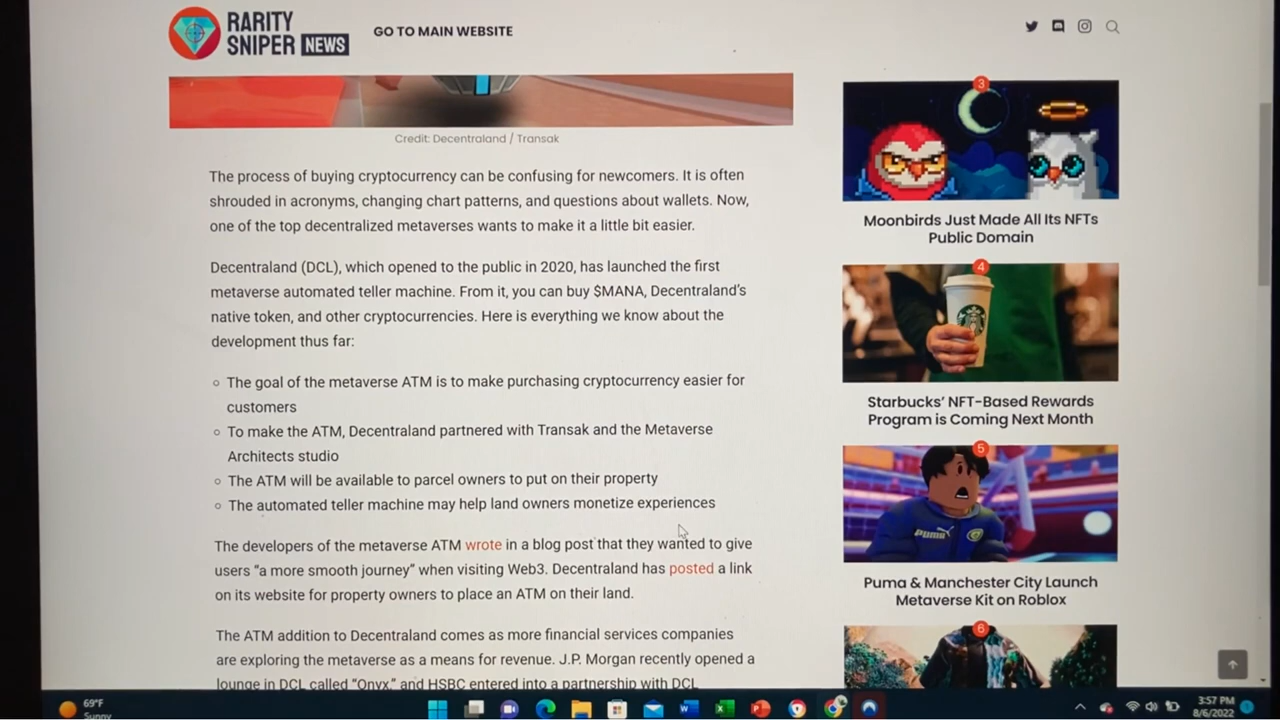 RARITY
SNIPER NEWS
GO TO MAIN WEBSITE
Credit: Decentraland / Transak
The process of buying cryptocurrency can be confusing for newcomers. It is often
shrouded in acronyms, changing chart patterns, and questions about wallets. Now,
one of the top decentralized metaverses wants to make it a little bit easier.
Decentraland (DCL), which opened to the public in 2020, has launched the first
metaverse automated teller machine. From it, you can buy $MANA, Decentraland's
native token, and other cryptocurrencies. Here is everything we know about the
development thus far:
The goal of the metaverse ATM is to make purchasing cryptocurrency easier for
customers
To make the ATM, Decentraland partnered with Transak and the Metaverse
Architects studio
The ATM will be available to parcel owners to put on their property
The automated teller machine may help land owners monetize experiences
The developers of the metaverse ATM wrote in a blog post that they wanted to give
users “a more smooth journey” when visiting Web3. Decentraland has posted a link
on its website for property owners to place an ATM on their land.
The ATM addition to Decentraland comes as more financial services companies
are exploring the metaverse as a means for revenue. J.P. Morgan recently opened a
lounge in DCL called “Onyx,” and HSBC entered into a partnership with DCL
3
Moonbirds Just Made All Its NFTs
Public Domain
4
Starbucks’ NFT-Based Rewards
Program is Coming Next Month
5
PUMA
Puma & Manchester City Launch
Metaverse Kit on Roblox
6
69°F
Sunny
3:57 PM
8/6/2022